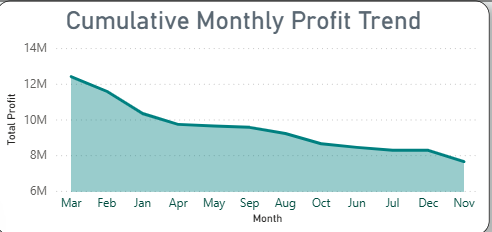 Cumulative Monthly Profit Trend
14M
12M
10M
8M
6M
Total Profit
Mar Feb Jan Apr May Sep Aug Oct Jun Jul Dec Nov
Month